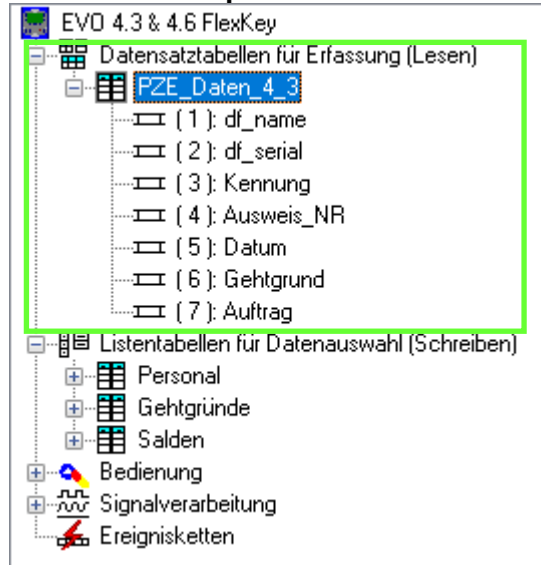 EVO 4.3 & 4.6 FlexKey
Datensatztabellen für Erfassung (Lesen)
PZE_Daten_4_3
( 1 ): df_name
( 2 ): df_serial
( 3 ): Kennung
( 4 ): Ausweis_NR
( 5 ): Datum
( 6 ): Gehtgrund
( 7 ): Auftrag
Listentabellen für Datenauswahl (Schreiben)
Personal
Gehtgründe
Salden
Bedienung
Signalverarbeitung
Ereignisketten